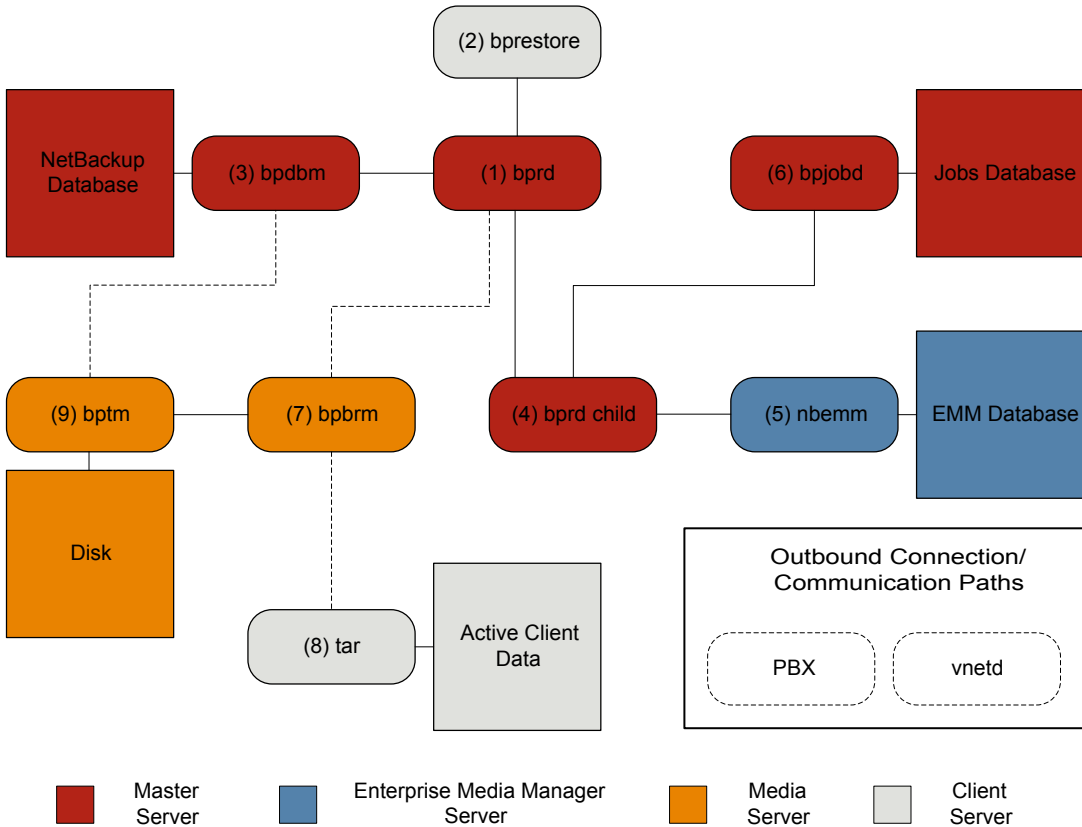 (2) bprestore
NetBackup
Database
(3) bpdbm
(1) bprd
(6) bpjobd
Jobs Database
(9) bptm
(7) bpbrm
(4) bprd child
(5) nbemm
EMM Database
Disk
(8) tar
Active Client
Data
Outbound Connection/
Communication Paths
PBX
vnetd
Master
Server
Enterprise Media Manager
Server
Media
Server
Client
Server